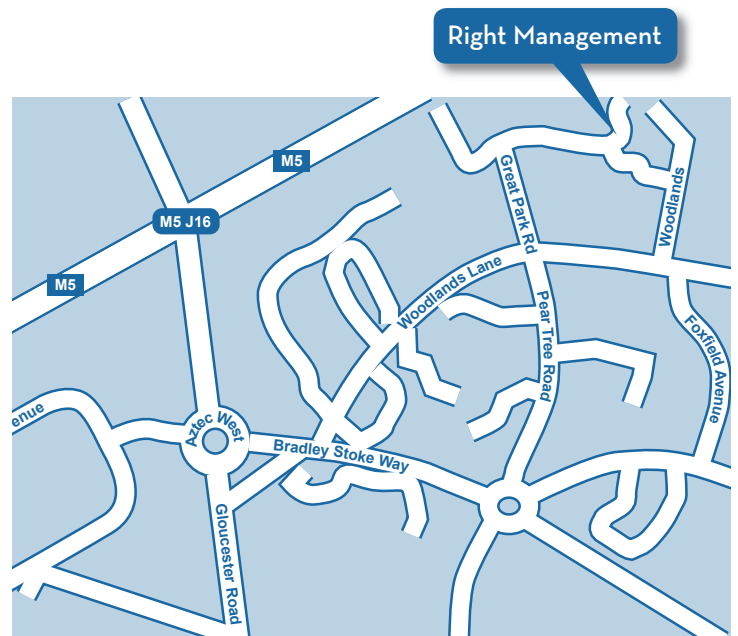 Right Management
M5
M5 J16
M5
Great Park Rd
Woodlands
Woodlands Lane
Pear Tree Road
Foxfield Avenue
enue
Aztec West
Bradley Stoke Way
Gloucester Road